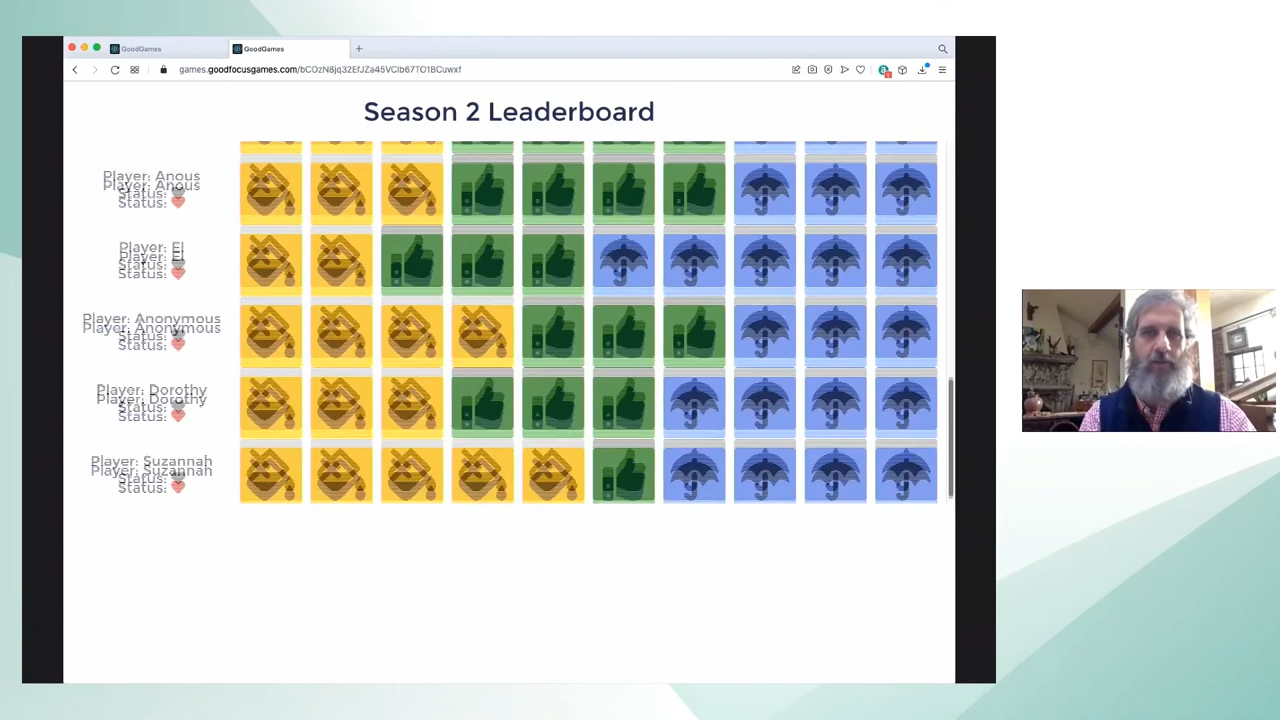 GoodGames
GoodGames
games.goodfocusgames.com/bCOzN8jq32EfJZa45VClb67TO1BCuwxf
Season 2 Leaderboard
Player: Anous
Player: Anous
Status:
Status:
Player: El
Player: El
Status:
Status:
Player: Anonymous
Player: Anonymous
Status:
Status:
Player: Dorothy
Player: Dorothy
Status:
Status:
Player: Suzannah
Player: Suzannah
Status:
Status: